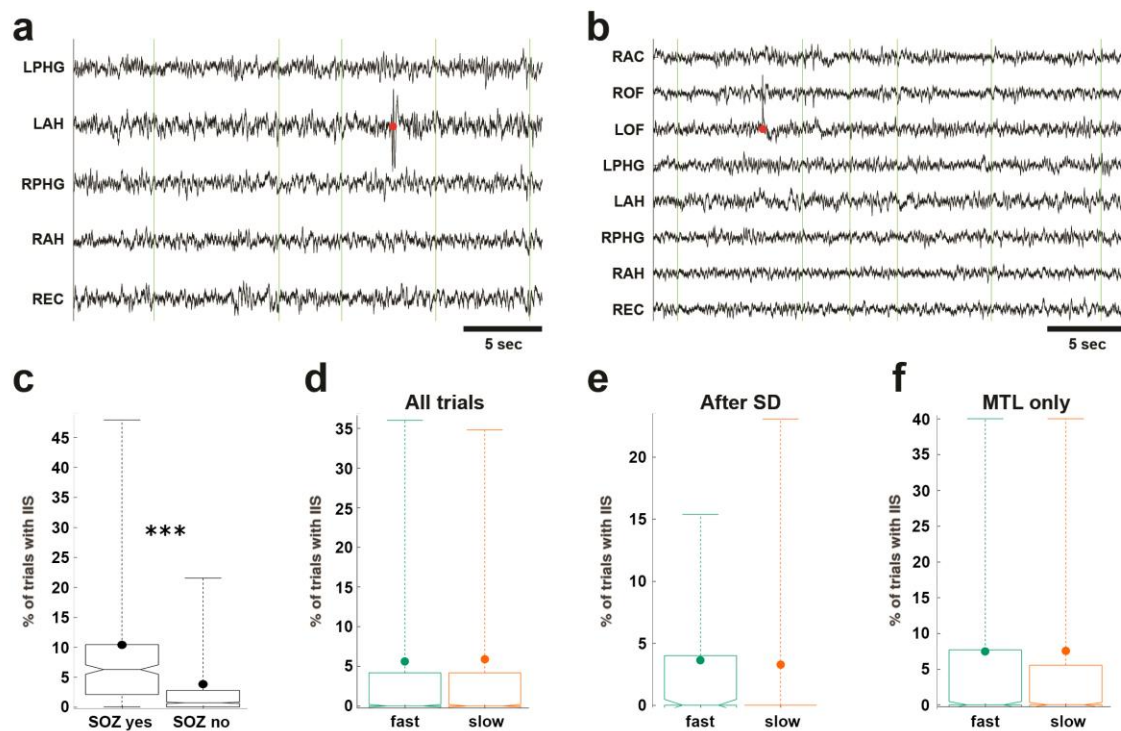 a
LPHG
LAH
RPHG
RAH
REC
5 sec
b
RAC
ROF
LOF
LPHG
LAH
RPHG
RAH
REC
5 sec
c
% of trials with IIS
45
40
35
30
25
20
15
10
5
0
***
SOZ yes SOZ no
d
All trials
% of trials with IIS
35
30
25
20
15
10
5
0
fast slow
e
After SD
% of trials with IIS
20
15
10
5
0
fast slow
f
MTL only
% of trials with IIS
40
35
30
25
20
15
10
5
0
fast slow